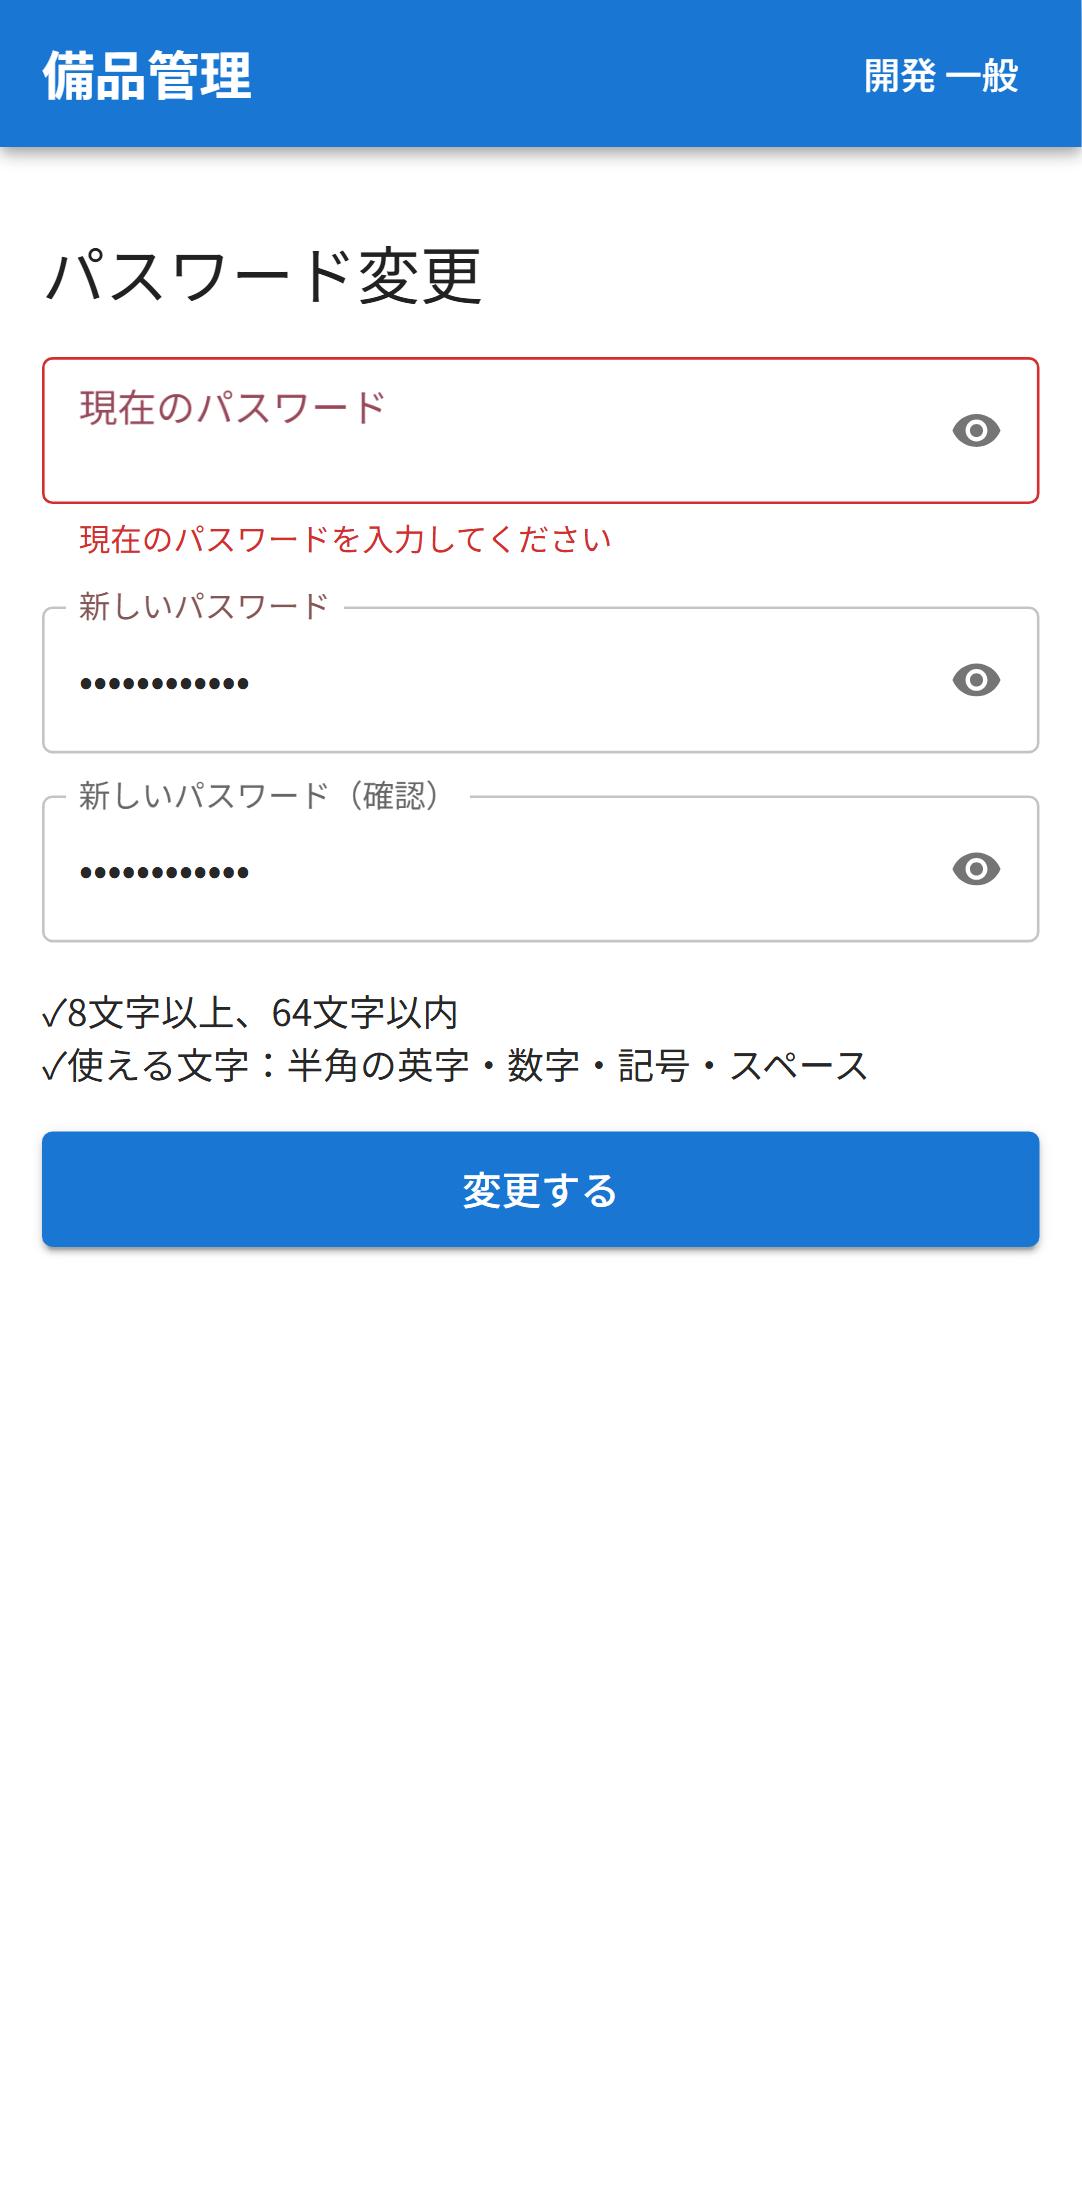 備品管理
開発 一般
パスワード変更
現在のパスワード
現在のパスワードを入力してください
新しいパスワード
••••••••••••
新しいパスワード（確認）
••••••••••••
✓8文字以上、64文字以内
✓使える文字：半角の英字・数字・記号・スペース
変更する